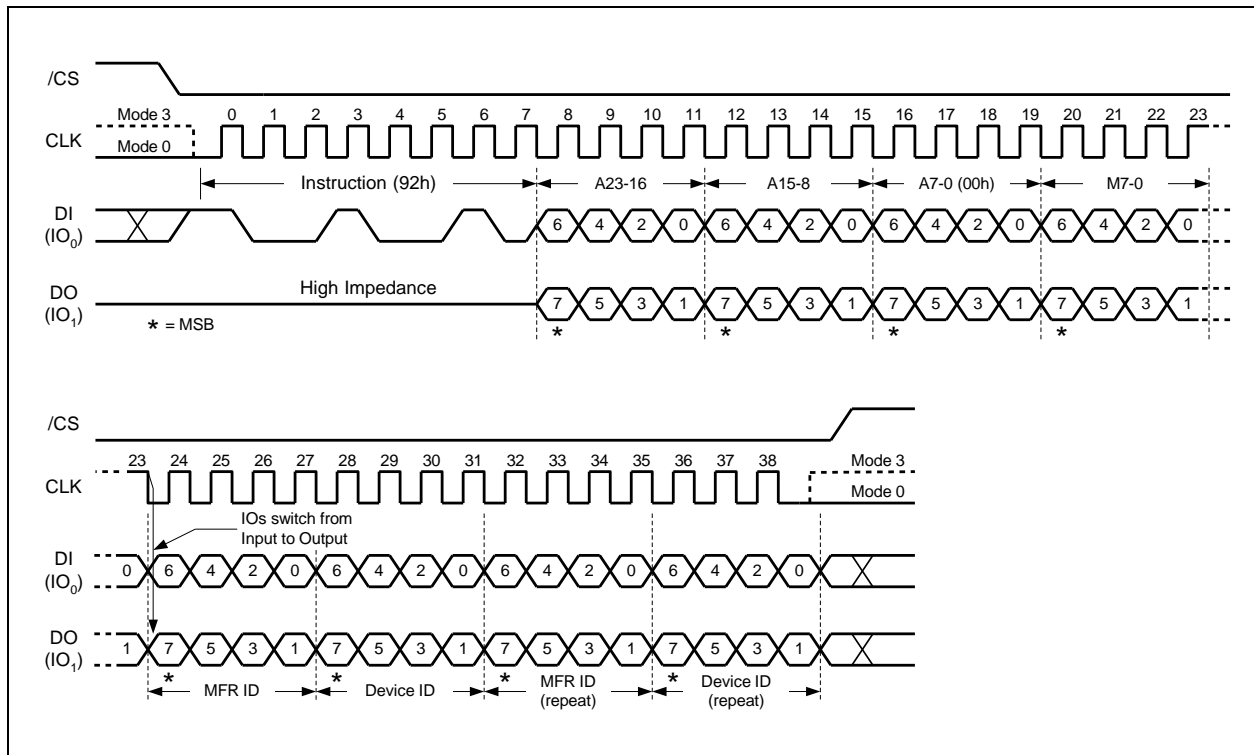 /CS
Mode 3 0 1 2 3 4 5 6 7 8 9 10 11 12 13 14 15 16 17 18 19 20 21 22 23
CLK
Mode 0
Instruction (92h) A23-16 A15-8 A7-0 (00h) M7-0
DI
(IO0) 6 4 2 0 6 4 2 0 6 4 2 0 6 4 2 0
High Impedance
DO
(IO1) 7 5 3 1 7 5 3 1 7 5 3 1 7 5 3 1
* = MSB * * * *
/CS
23 24 25 26 27 28 29 30 31 32 33 34 35 36 37 38 Mode 3
CLK
Mode 0
IOs switch from
Input to Output
DI
(IO0) 0 6 4 2 0 6 4 2 0 6 4 2 0 6 4 2 0
DO
(IO1) 1 7 5 3 1 7 5 3 1 7 5 3 1 7 5 3 1
* * * *
MFR ID Device ID MFR ID
(repeat) Device ID
(repeat)